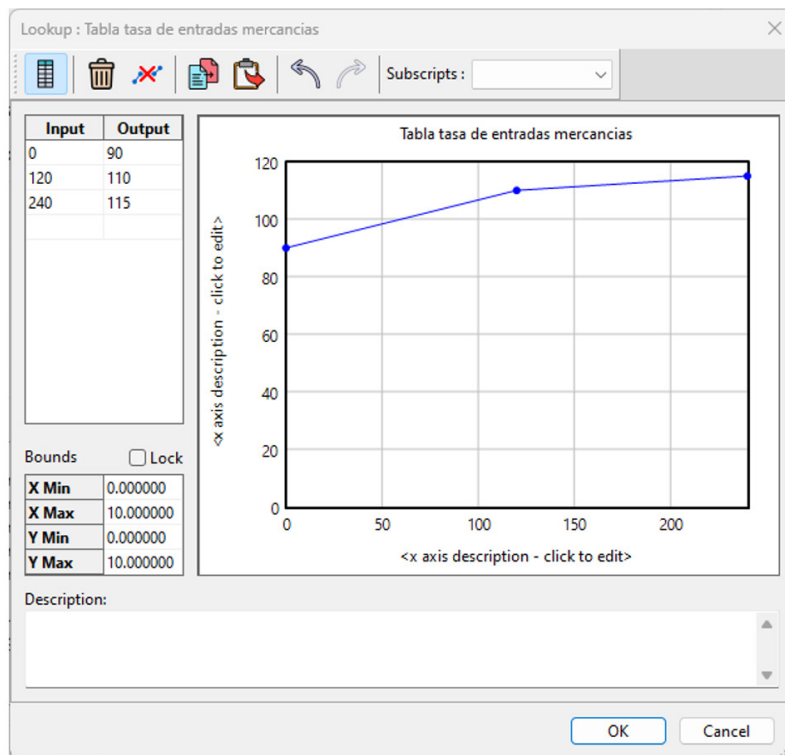 Lookup : Tabla tasa de entradas mercancias
Subscripts :
Input Output
0 90
120 110
240 115
Bounds Lock
X Min 0.000000
X Max 10.000000
Y Min 0.000000
Y Max 10.000000
Tabla tasa de entradas mercancias
120
100
80
60
40
20
0
<x axis description - click to edit>
0 50 100 150 200
<x axis description - click to edit>
Description:
OK Cancel